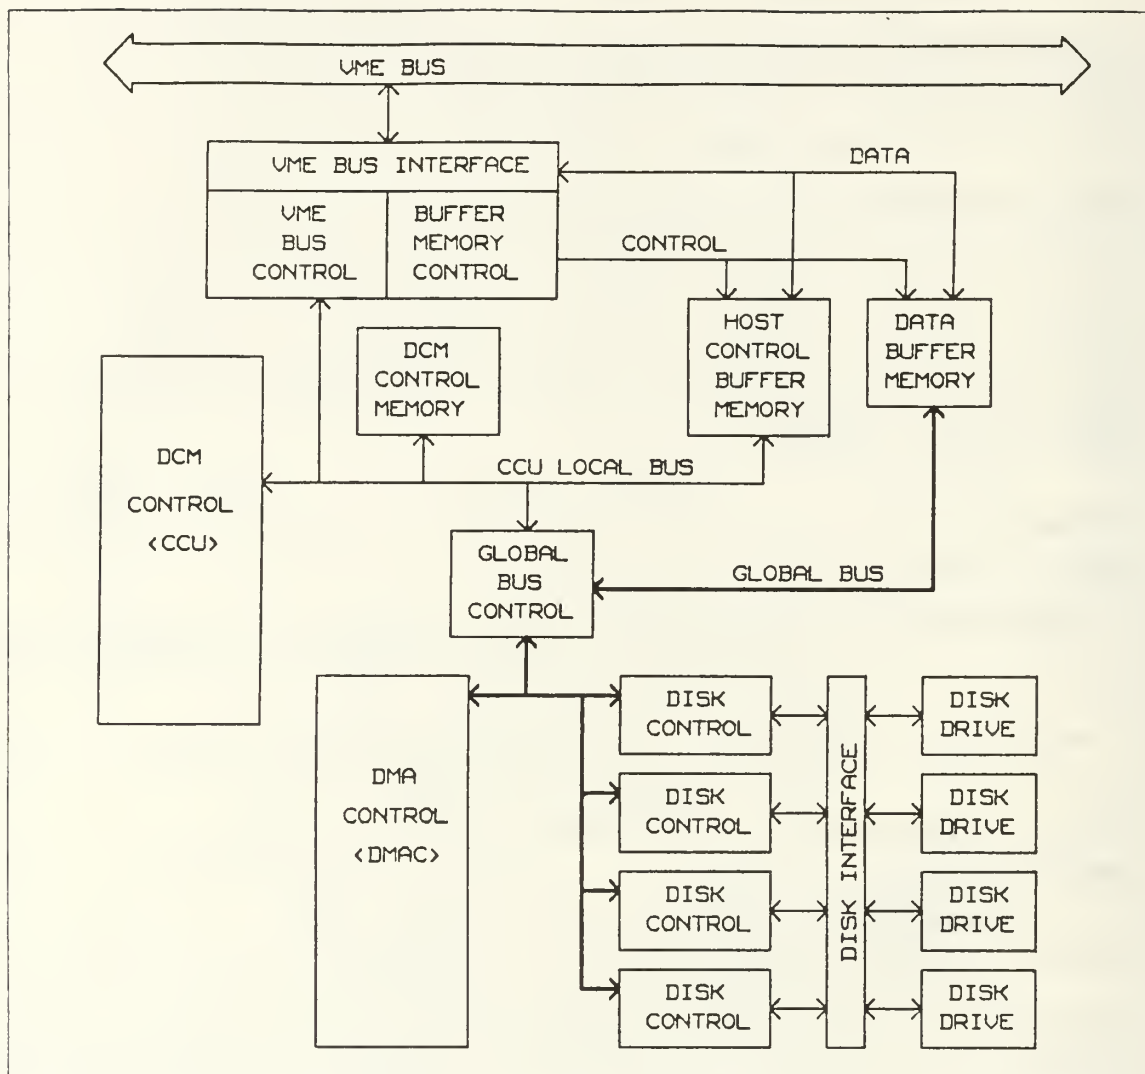 VME BUS
VME BUS INTERFACE
DATA
VME
BUS
CONTROL
BUFFER
MEMORY
CONTROL
CONTROL
HOST
CONTROL
BUFFER
MEMORY
DATA
BUFFER
MEMORY
DCM
CONTROL
MEMORY
DCM
CONTROL
<CCU>
CCU LOCAL BUS
GLOBAL
BUS
CONTROL
GLOBAL BUS
DMA
CONTROL
<DMAC>
DISK
CONTROL
DISK
CONTROL
DISK
CONTROL
DISK
CONTROL
DISK INTERFACE
DISK
DRIVE
DISK
DRIVE
DISK
DRIVE
DISK
DRIVE